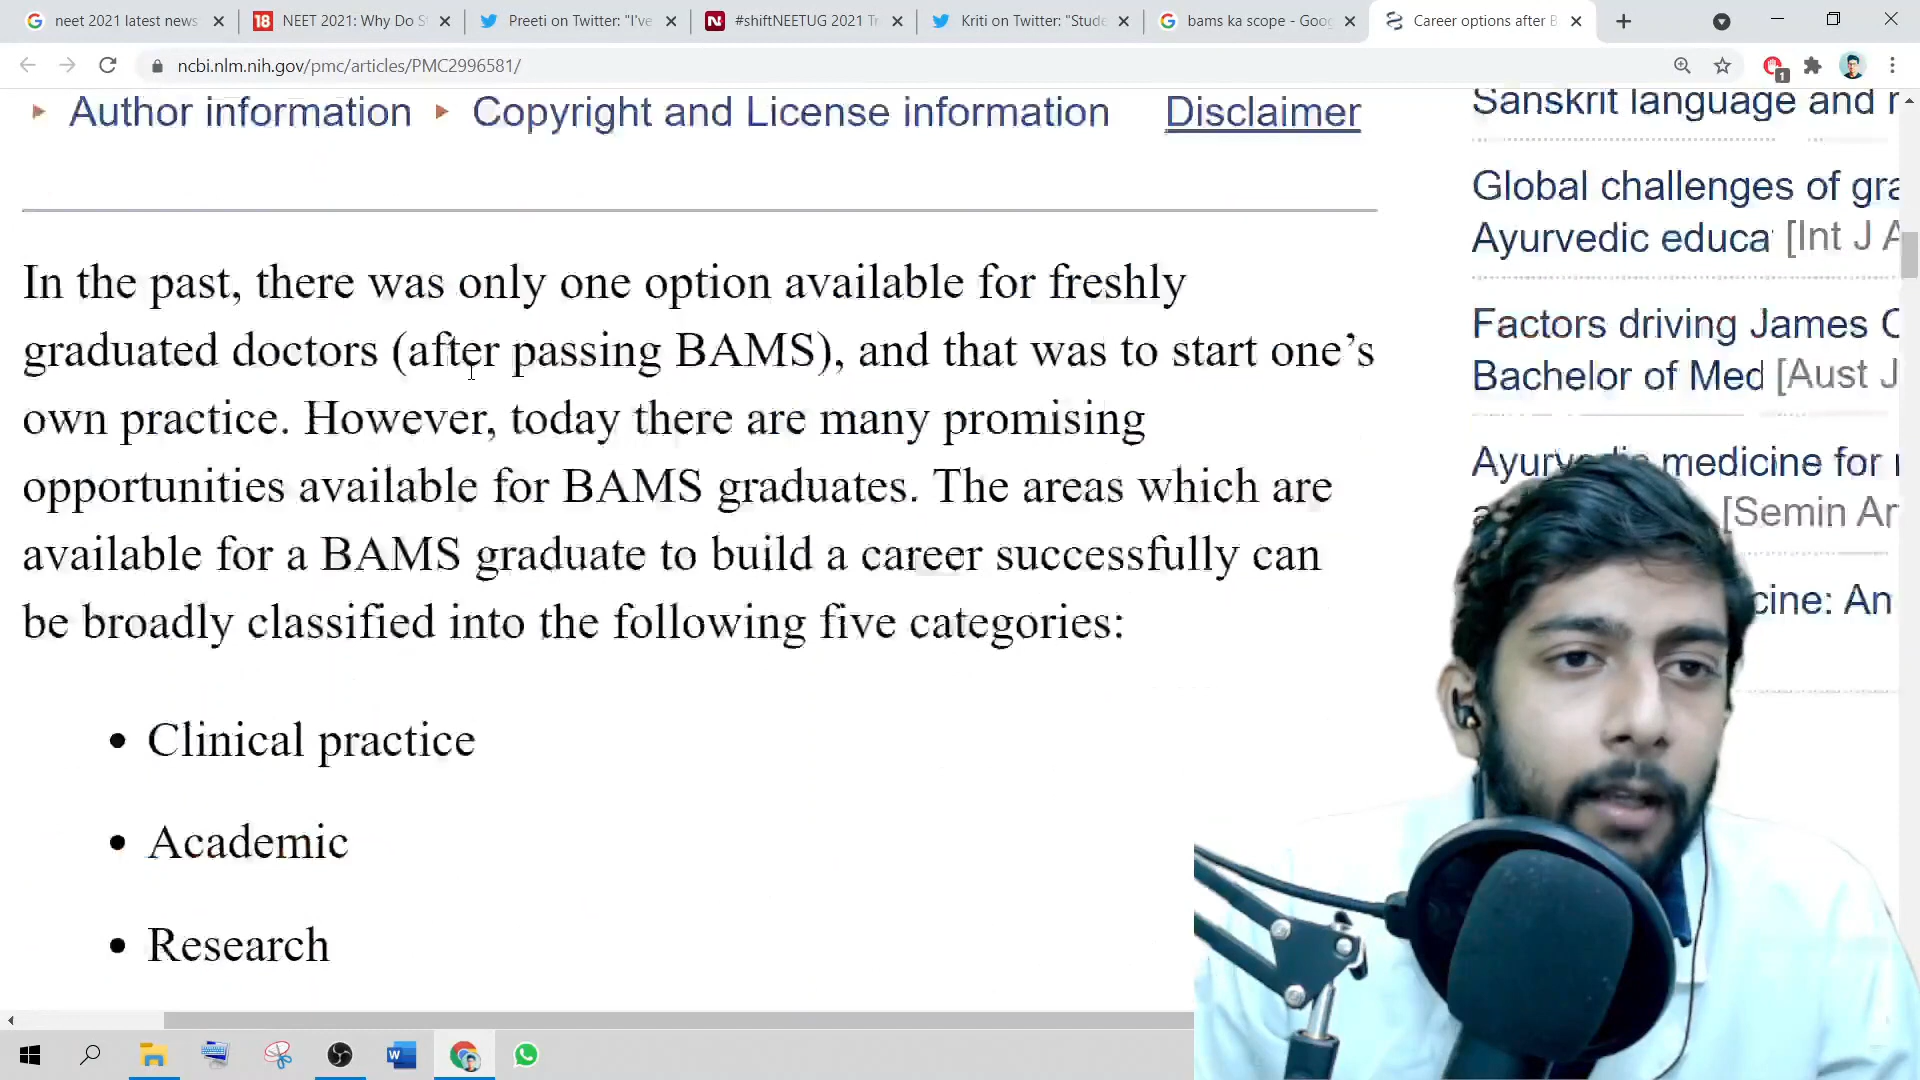 neet 2021 latest news
NEET 2021: Why Do S
Preeti on Twitter: "I've
#shiftNEETUG 2021 Tr
Kriti on Twitter: "Stude
bams ka scope - Goo
Career options after B
ncbi.nlm.nih.gov/pmc/articles/PMC2996581/
Author information
Copyright and License information
Disclaimer
In the past, there was only one option available for freshly
graduated doctors (after passing BAMS), and that was to start one’s
own practice. However, today there are many promising
opportunities available for BAMS graduates. The areas which are
available for a BAMS graduate to build a career successfully can
be broadly classified into the following five categories:
• Clinical practice
• Academic
• Research
Sanskrit language and
Global challenges of gra
Ayurvedic educa [Int J A
Factors driving James
Bachelor of Med [Aust J
Ayurvedic medicine for
[Semin Ar
cine: An